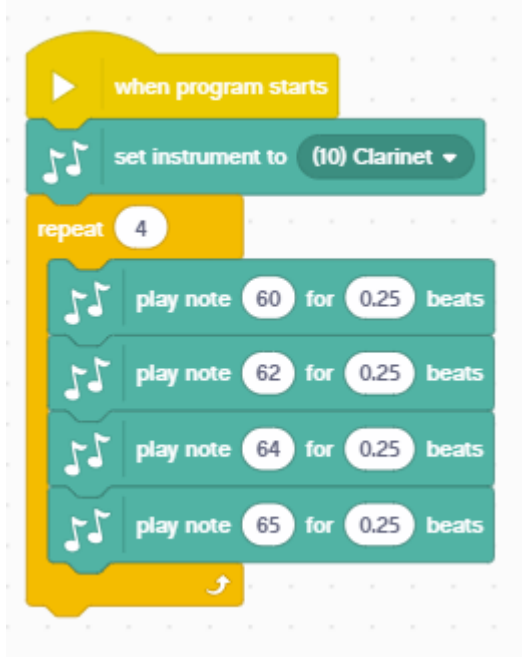 when program starts
set instrument to (10) Clarinet
repeat 4
play note 60 for 0.25 beats
play note 62 for 0.25 beats
play note 64 for 0.25 beats
play note 65 for 0.25 beats